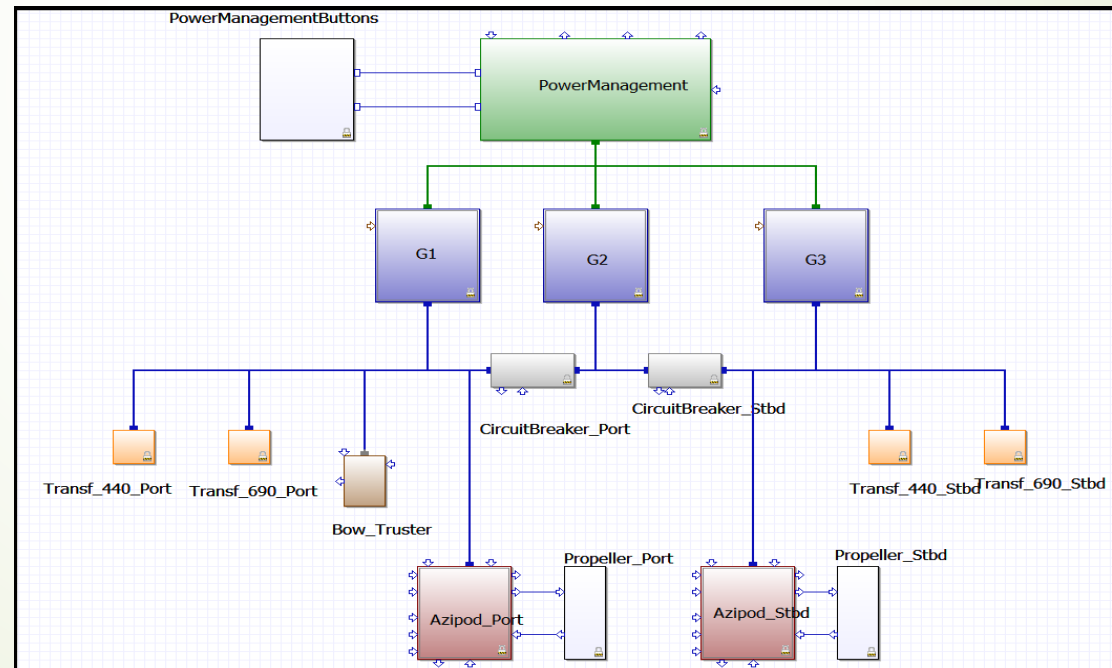 PowerManagementButtons
PowerManagement
G1
G2
G3
CircuitBreaker_Stbd
CircuitBreaker_Port
Transf_440_Port
Transf_690_Port
Transf_440_Stbd
Transf_690_Stbd
Bow_Truster
Propeller_Port
Propeller_Stbd
Azipod_Port
Azipod_Stbd